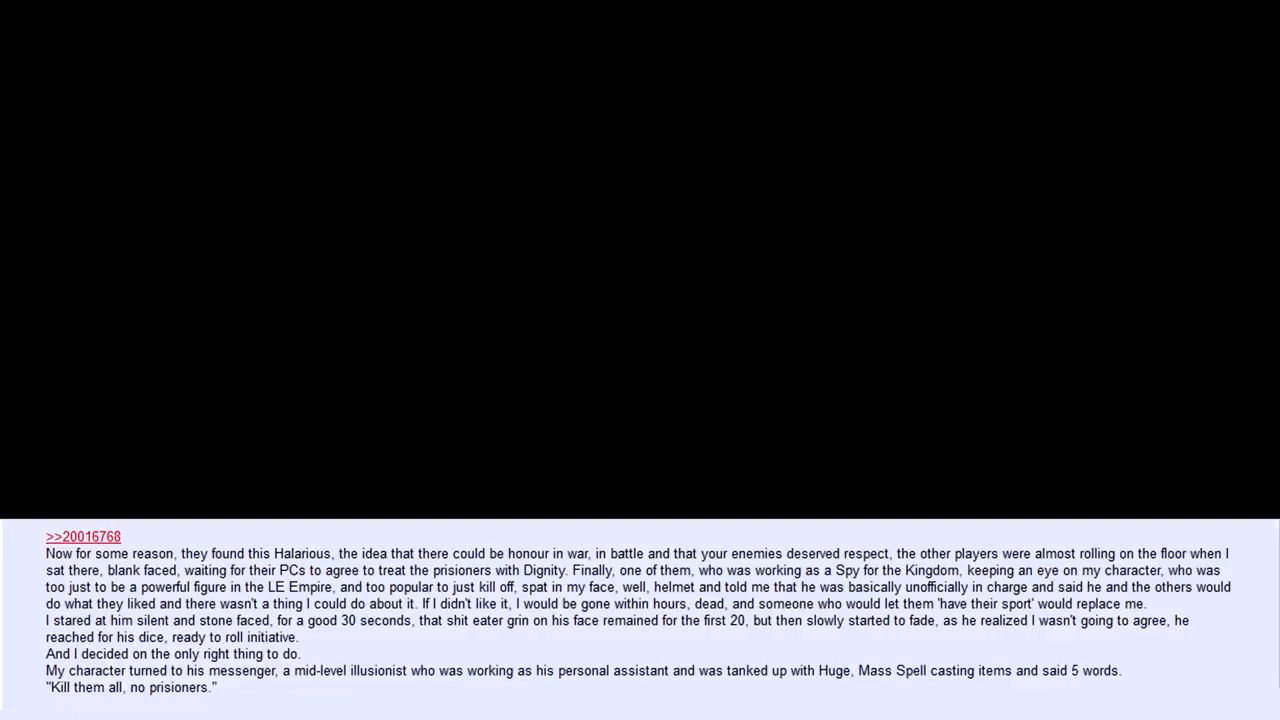 >>20016768
Now for some reason, they found this Halarious, the idea that there could be honour in war, in battle and that your enemies deserved respect, the other players were almost rolling on the floor when I
sat there, blank faced, waiting for their PCs to agree to treat the prisioners with Dignity. Finally, one of them, who was working as a Spy for the Kingdom, keeping an eye on my character, who was
too just to be a powerful figure in the LE Empire, and too popular to just kill off, spat in my face, well, helmet and told me that he was basically unofficially in charge and said he and the others would
do what they liked and there wasn't a thing I could do about it. If I didn't like it, I would be gone within hours, dead, and someone who would let them 'have their sport' would replace me.
I stared at him silent and stone faced, for a good 30 seconds, that shit eater grin on his face remained for the first 20, but then slowly started to fade, as he realized I wasn't going to agree, he
reached for his dice, ready to roll initiative.
And I decided on the only right thing to do.
My character turned to his messenger, a mid-level illusionist who was working as his personal assistant and was tanked up with Huge, Mass Spell casting items and said 5 words.
"Kill them all, no prisioners."